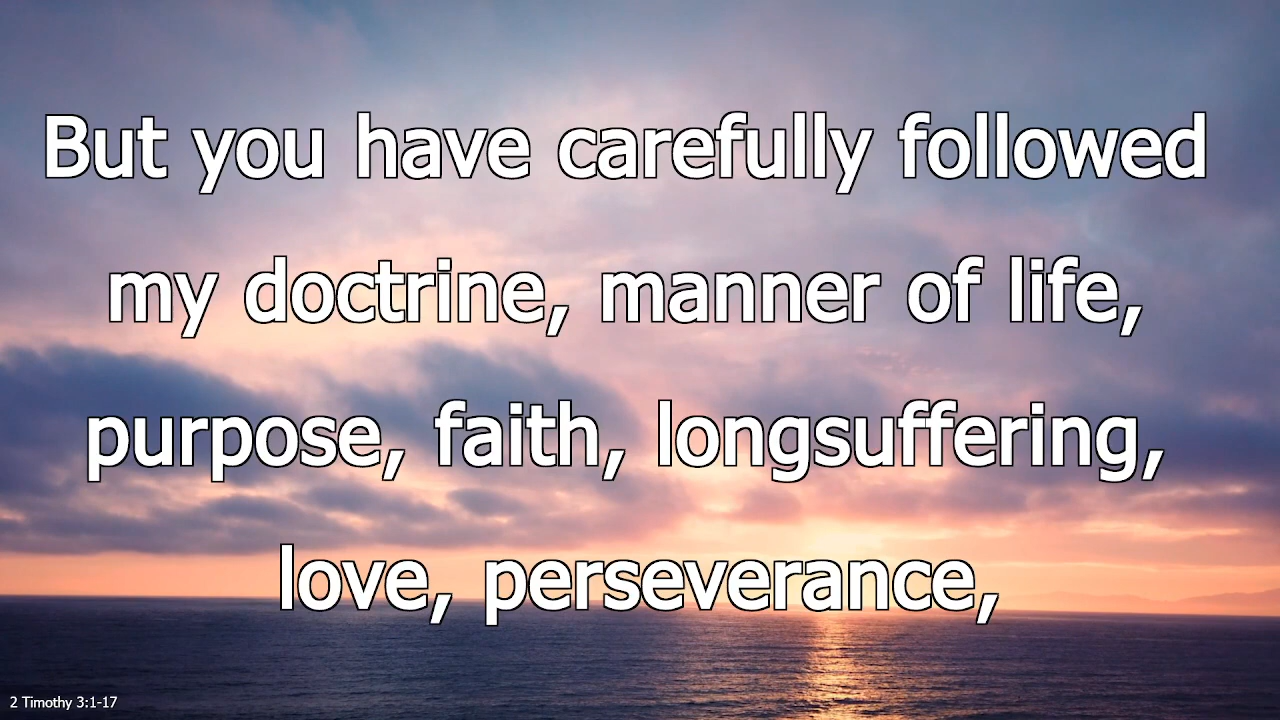 But you have carefully followed
my doctrine, manner of life,
purpose, faith, longsuffering,
love, perseverance,
2 Timothy 3:1-17